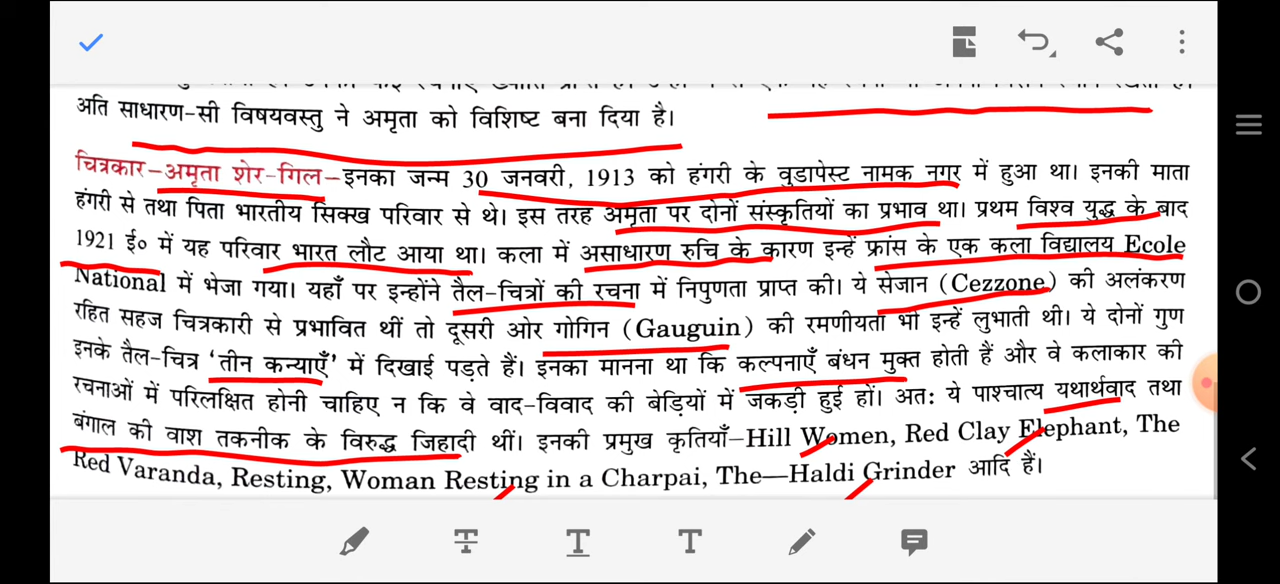 अति साधारण-सी विषयवस्तु ने अमृता को विशिष्ट बना दिया है।
चित्रकार–अमृता शेर-गिल–इनका जन्म 30 जनवरी, 1913 को हंगरी के वुडापेस्ट नामक नगर में हुआ था। इनकी माता
हंगरी से तथा पिता भारतीय सिक्ख परिवार से थे। इस तरह अमृता पर दोनों संस्कृतियों का प्रभाव था। प्रथम विश्व युद्ध के बाद
1921 ई० में यह परिवार भारत लौट आया था। कला में असाधारण रुचि के कारण इन्हें फ्रांस के एक कला विद्यालय Ecole
National में भेजा गया। यहाँ पर इन्होंने तैल-चित्रों की रचना में निपुणता प्राप्त की। ये सेजान (Cezzone) की अलंकरण
रहित सहज चित्रकारी से प्रभावित थीं तो दूसरी ओर गोगिन (Gauguin) की रमणीयता भी इन्हें लुभाती थी। ये दोनों गुण
इनके तैल-चित्र 'तीन कन्याएँ' में दिखाई पड़ते हैं। इनका मानना था कि कल्पनाएँ बंधन मुक्त होती हैं और वे कलाकार की
रचनाओं में परिलक्षित होनी चाहिए न कि वे वाद-विवाद की बेड़ियों में जकड़ी हुई हों। अतः ये पाश्चात्य यथार्थवाद तथा
बंगाल की वाश तकनीक के विरुद्ध जिहादी थीं। इनकी प्रमुख कृतियाँ–Hill Women, Red Clay Elephant, The
Red Varanda, Resting, Woman Resting in a Charpai, The—Haldi Grinder आदि हैं।